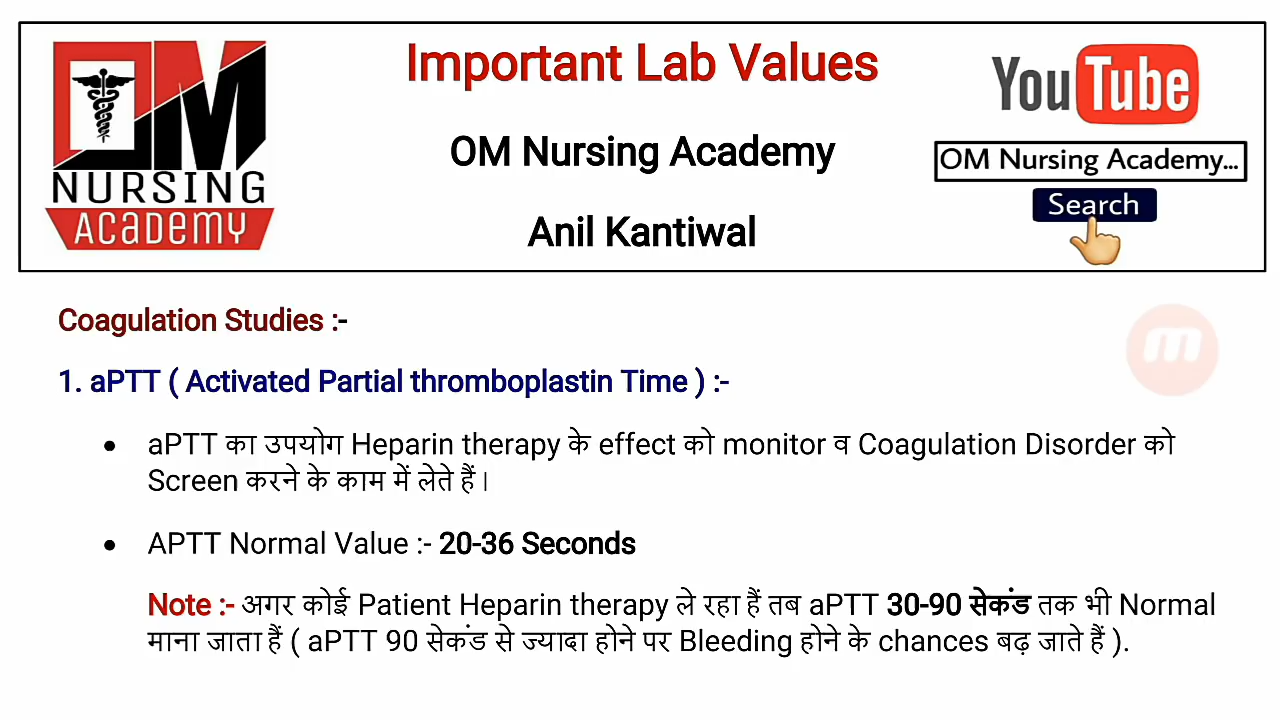 OM
NURSING
ACADEMY
Important Lab Values
OM Nursing Academy
Anil Kantiwal
YouTube
OM Nursing Academy...
Search
Coagulation Studies :-
1. aPTT ( Activated Partial thromboplastin Time ) :-
• aPTT का उपयोग Heparin therapy के effect को monitor व Coagulation Disorder को
Screen करने के काम में लेते हैं।
• APTT Normal Value :- 20-36 Seconds
Note :- अगर कोई Patient Heparin therapy ले रहा हैं तब aPTT 30-90 सेकंड तक भी Normal
माना जाता हैं ( aPTT 90 सेकंड से ज्यादा होने पर Bleeding होने के chances बढ़ जाते हैं ).